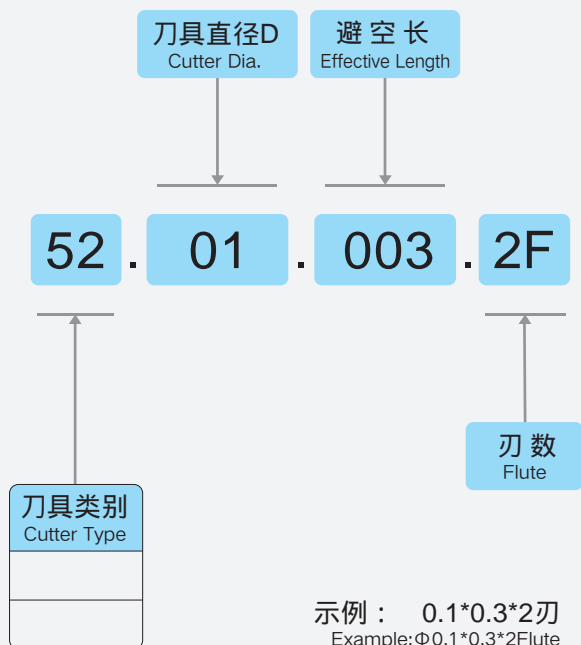 刀具直径D
Cutter Dia.
避空长
Effective Length
52.01.003.2F
刃数
Flute
刀具类别
Cutter Type
示例： 0.1*0.3*2刃
Example:Φ0.1*0.3*2Flute